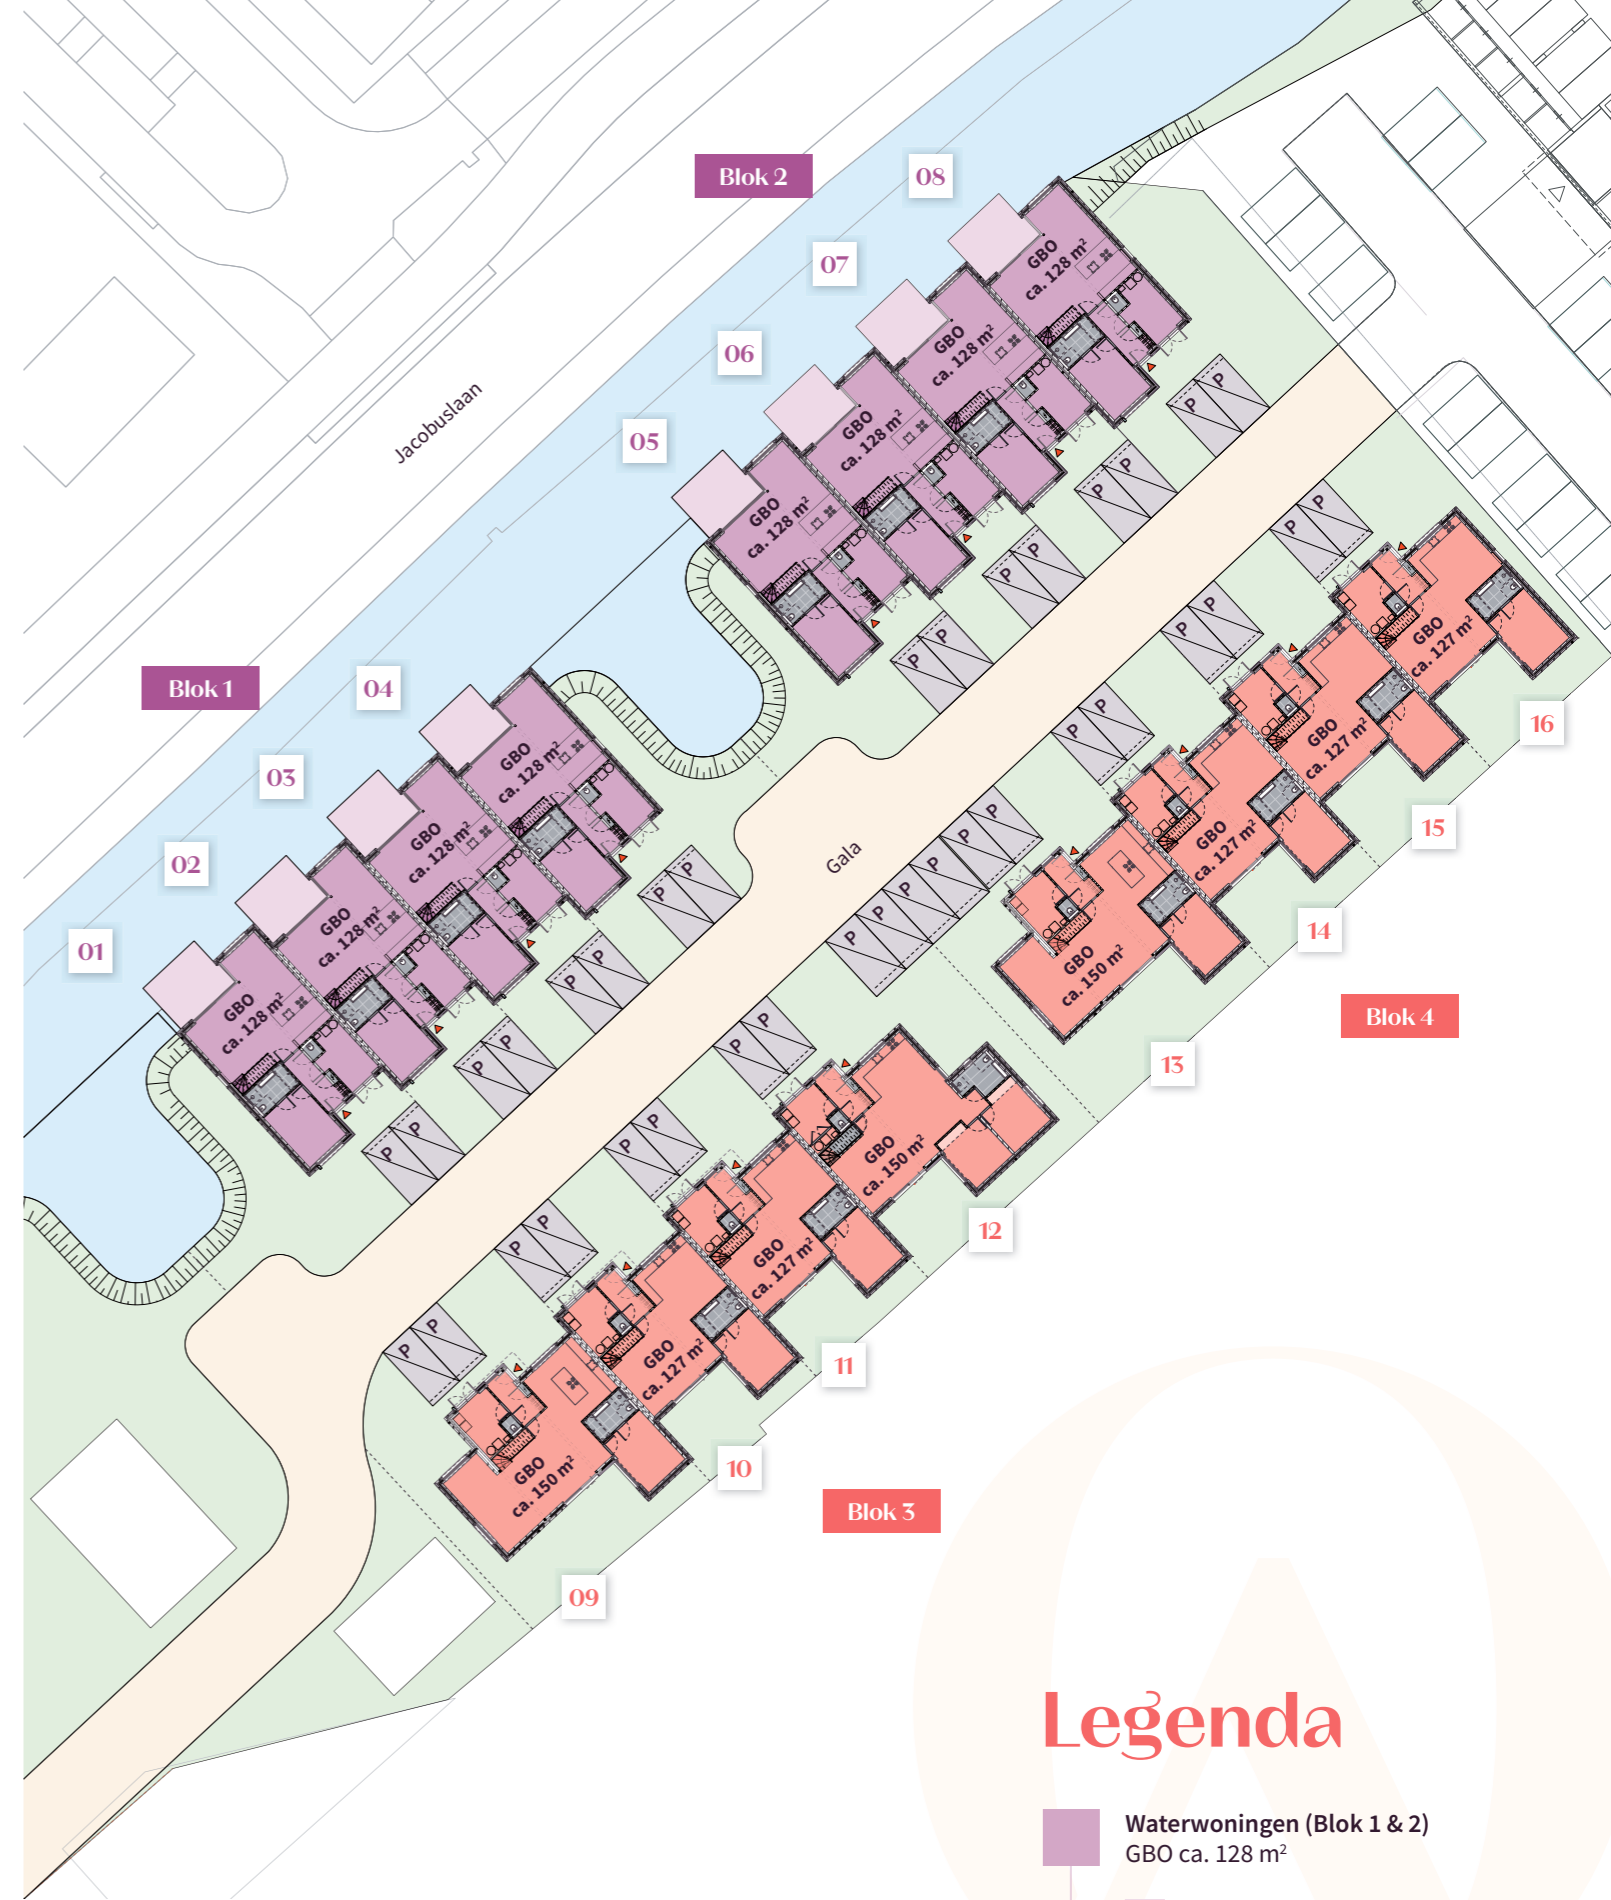 Blok 2
08
07
06
05
Jacobuslaan
GBO
ca. 128 m²
GBO
ca. 128 m²
GBO
ca. 128 m²
GBO
ca. 128 m²
P P
P P
P P
P P
Blok 1
04
03
02
01
GBO
ca. 128 m²
GBO
ca. 128 m²
GBO
ca. 128 m²
GBO
ca. 128 m²
P P
P P
P P
P P
Gala
P P
P P
P P
P P P P P P
GBO
ca. 127 m²
GBO
ca. 127 m²
GBO
ca. 127 m²
GBO
ca. 150 m²
16
15
14
13
Blok 4
P P
P P
P P
P P
GBO
ca. 150 m²
GBO
ca. 127 m²
GBO
ca. 127 m²
GBO
ca. 150 m²
12
11
10
09
Blok 3
Legenda
Waterwoningen (Blok 1 & 2)
GBO ca. 128 m²